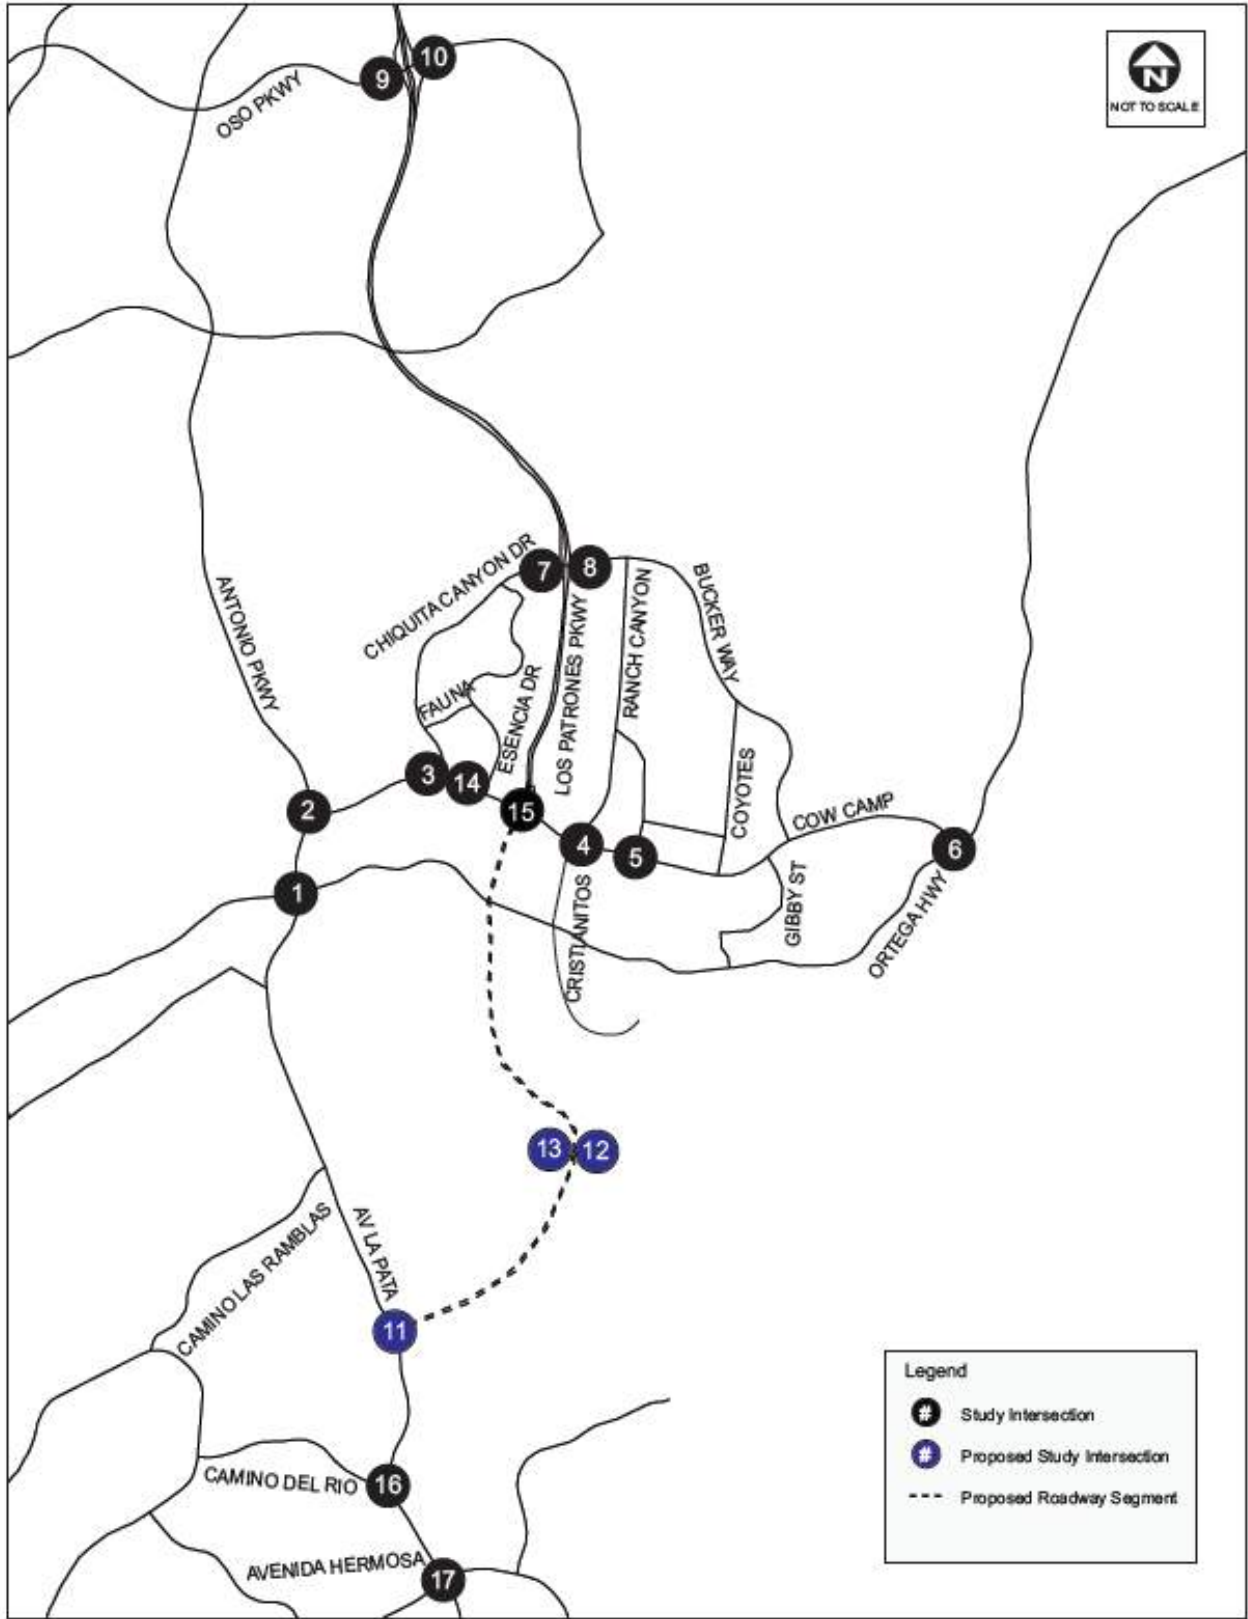 10
9
N
NOT TO SCALE
OSO PKWY
CHIQUITA CANYON DR
7
8
BUCKER WAY
RANCH CANYON
ANTONIO PKWY
LOS PATRONES PKWY
FAUNA
ESENCIA DR
3
14
COYOTES
2
15
COW CAMP
4
5
6
1
GIBBY ST
CRISTIANITOS
ORTEGA HWY
13
12
AV LA PATA
CAMINO LAS RAMBLAS
11
Legend
# Study Intersection
# Proposed Study Intersection
Proposed Roadway Segment
CAMINO DEL RIO
16
AVENIDA HERMOSA
17